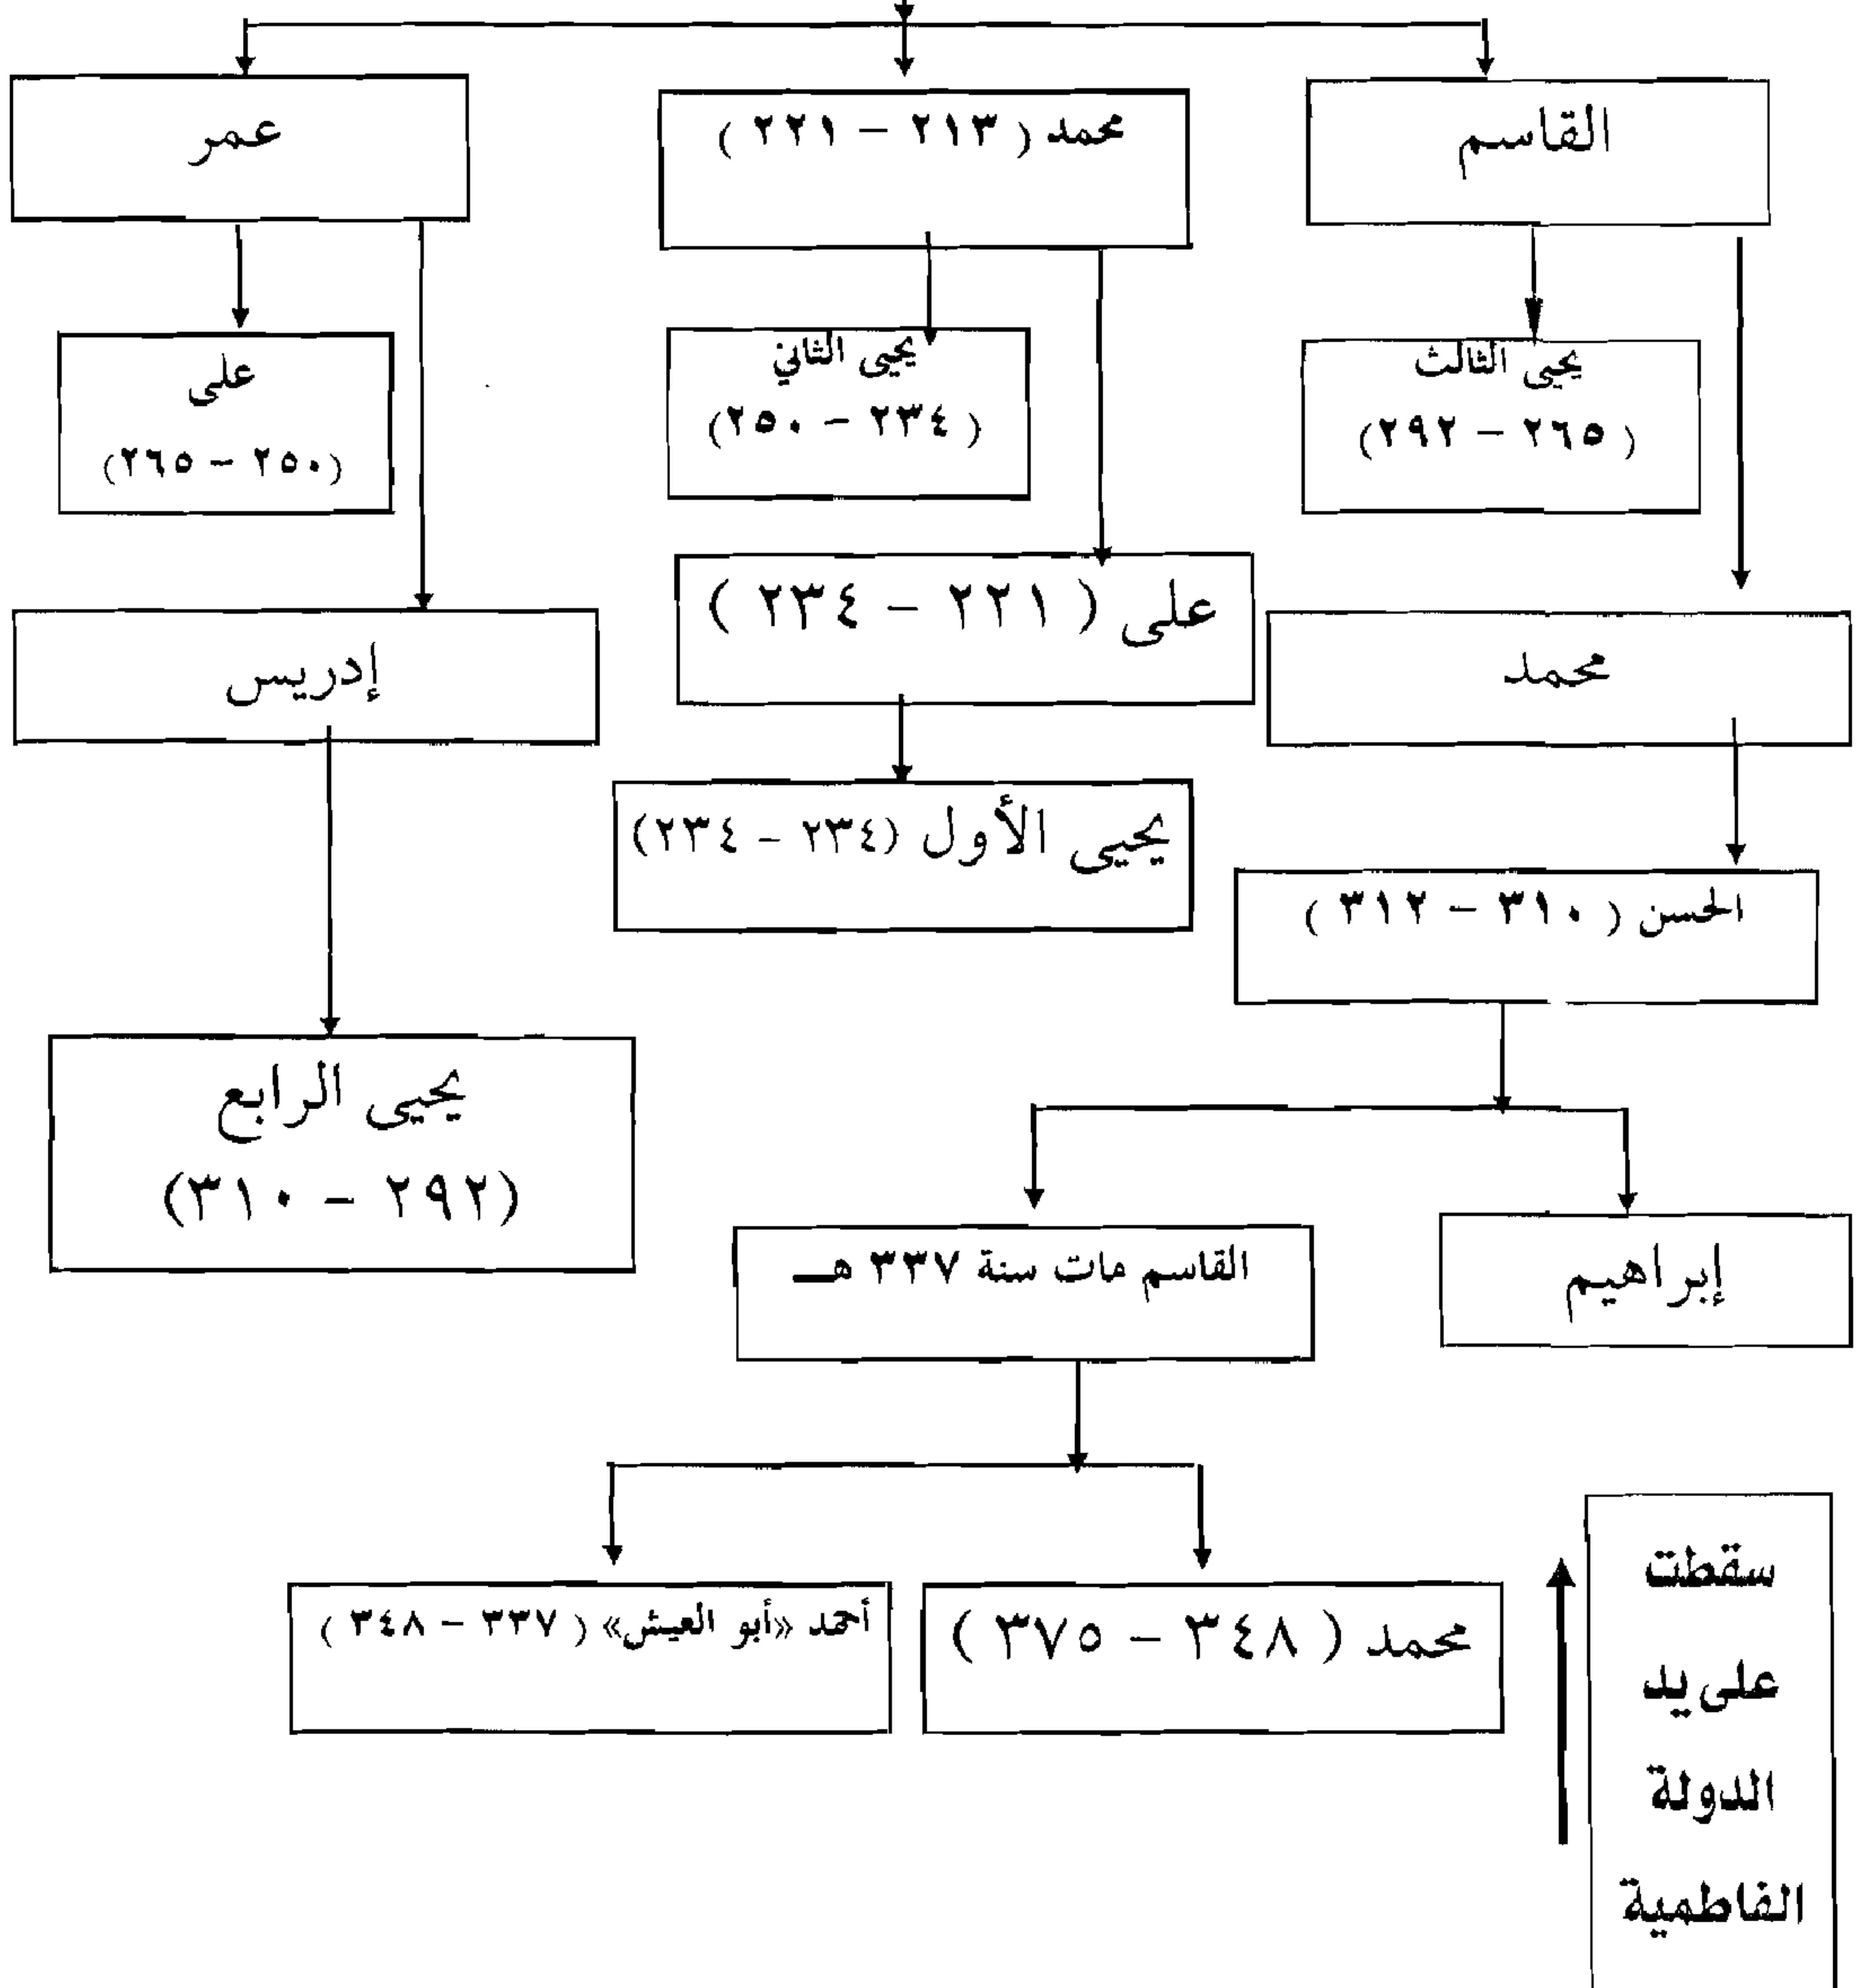 القاسم
محمد ( ٢١٣ – ٢٢١ )
عمر
يحيى الثالث
( ٢٦٥ – ٢٩٢)
يحيى الثاني
( ٢٣٤ – ٢٥٠)
على
(٢٥٠ – ٢٦٥)
محمد
على ( ٢٢١ – ٢٣٤ )
إدريس
يحيى الأول (٢٣٤ – ٢٣٤)
الحسن ( ٣١٠ – ٣١٢ )
يحيى الرابع
(٢٩٢ – ٣١٠)
إبراهيم
القاسم مات سنة ٣٣٧ هـــ
محمد ( ٣٤٨ – ٣٧٥ )
أحمد «أبو العيش» ( ٣٣٧ – ٣٤٨ )
سقطت
على يد
الدولة
الفاطمية